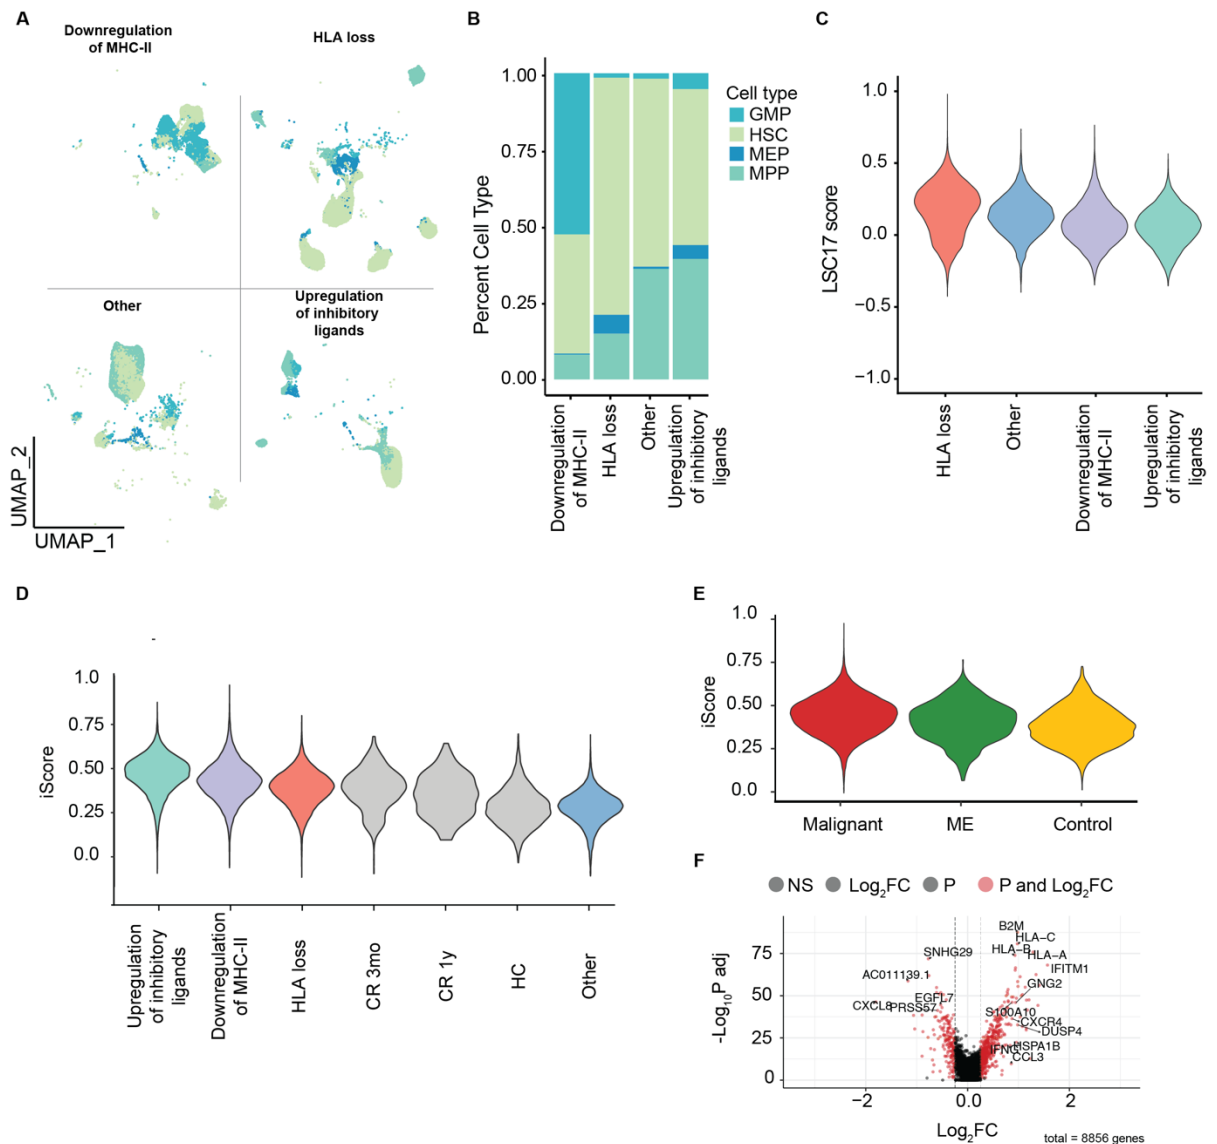 A
Downregulation
of MHC-II
HLA loss
Other
Upregulation
of inhibitory
ligands
UMAP_2
UMAP_1
B
Percent Cell Type
1.00
0.75
0.50
0.25
0.00
Downregulation
of MHC-II
HLA loss
Other
Upregulation
of inhibitory
ligands
Cell type
GMP
HSC
MEP
MPP
C
LSC17 score
1.0
0.5
0.0
−0.5
−1.0
HLA loss
Other
Downregulation
of MHC-II
Upregulation
of inhibitory
ligands
D
iScore
1.0
0.75
0.50
0.25
0.0
Upregulation
of inhibitory
ligands
Downregulation
of MHC-II
HLA loss
CR 3mo
CR 1y
HC
Other
E
iScore
1.0
0.75
0.50
0.25
0.0
Malignant
ME
Control
F
NS
Log2FC
P
P and Log2FC
-Log10P adj
75
50
25
0
B2M
HLA−C
HLA−B
HLA−A
SNHG29
IFITM1
AC011139.1
GNG2
EGFL7
CXCL8
PRSS57
S100A10
CXCR4
DUSP4
IFNG
HSPA1B
CCL3
−2
0.0
2
Log2FC
total = 8856 genes